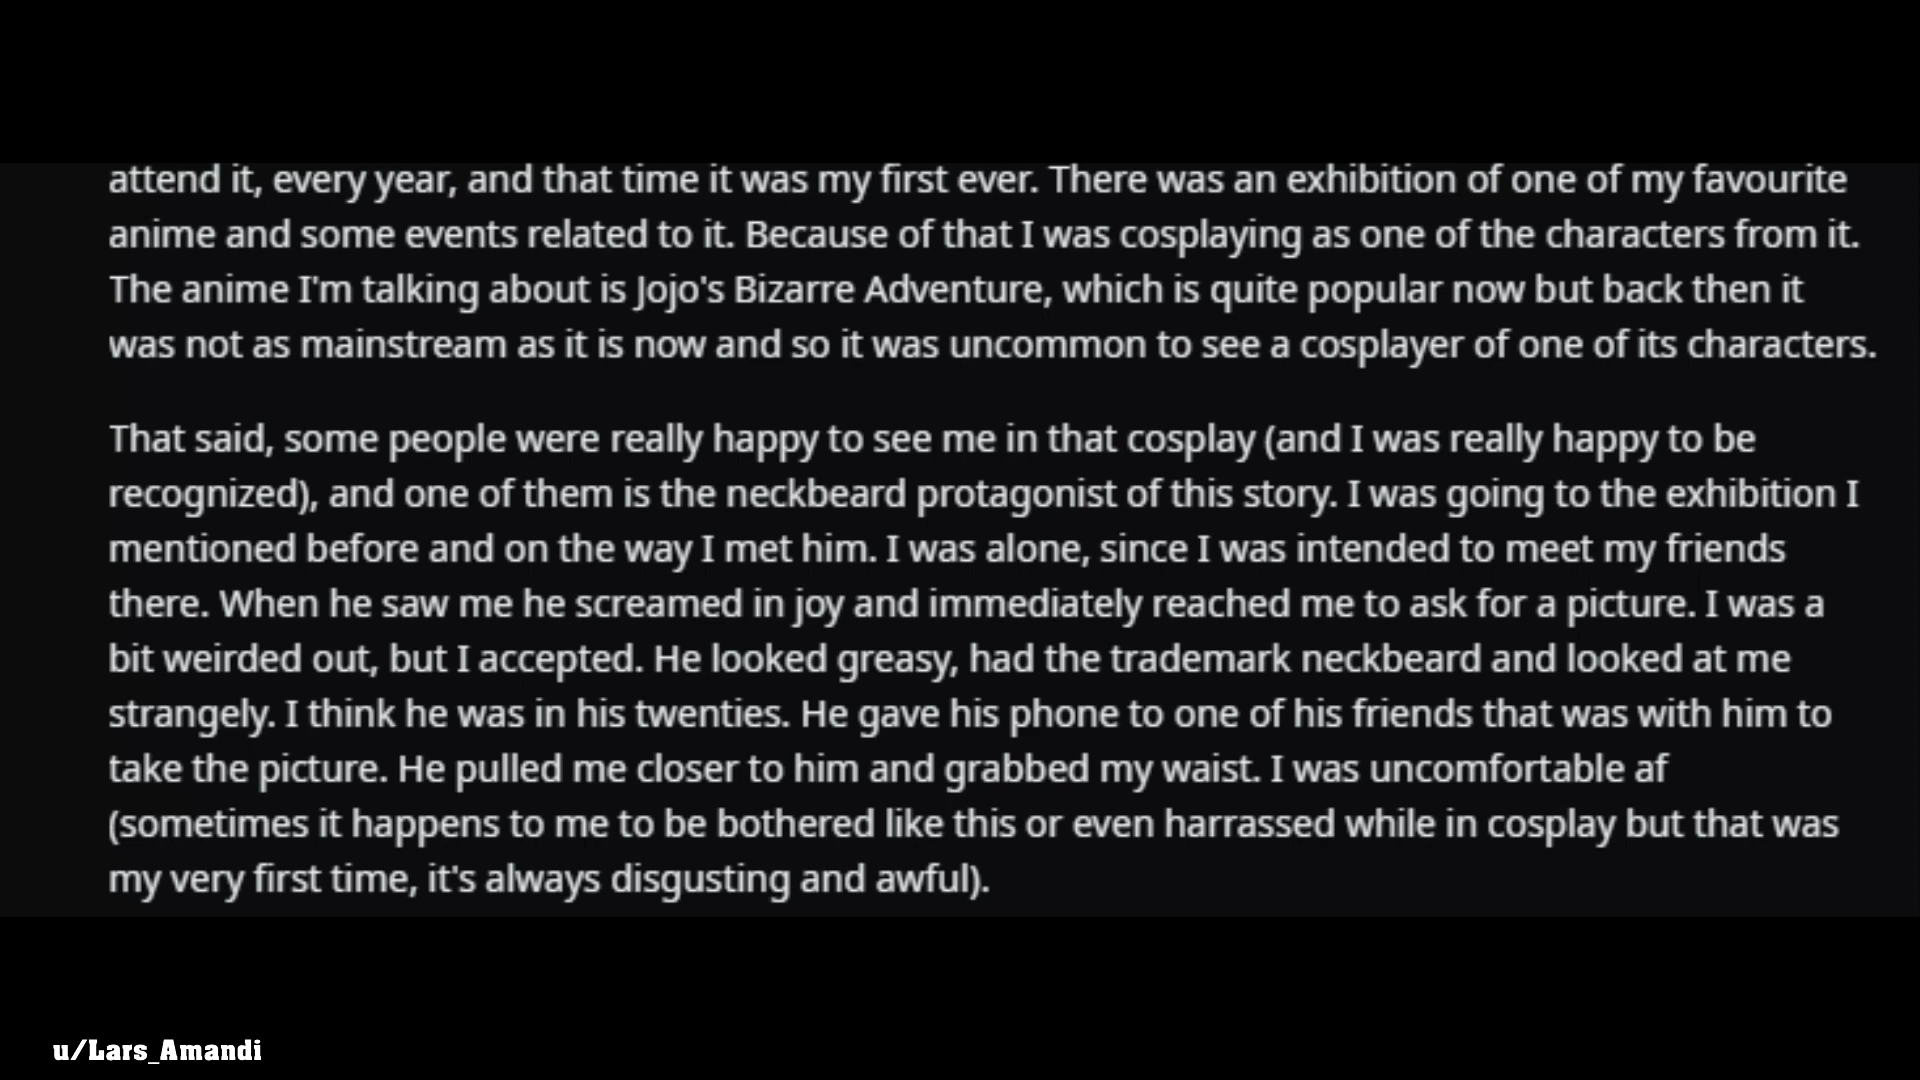 attend it, every year, and that time it was my first ever. There was an exhibition of one of my favourite
anime and some events related to it. Because of that I was cosplaying as one of the characters from it.
The anime I'm talking about is Jojo's Bizarre Adventure, which is quite popular now but back then it
was not as mainstream as it is now and so it was uncommon to see a cosplayer of one of its characters.
That said, some people were really happy to see me in that cosplay (and I was really happy to be
recognized), and one of them is the neckbeard protagonist of this story. I was going to the exhibition I
mentioned before and on the way I met him. I was alone, since I was intended to meet my friends
there. When he saw me he screamed in joy and immediately reached me to ask for a picture. I was a
bit weirded out, but I accepted. He looked greasy, had the trademark neckbeard and looked at me
strangely. I think he was in his twenties. He gave his phone to one of his friends that was with him to
take the picture. He pulled me closer to him and grabbed my waist. I was uncomfortable af
(sometimes it happens to me to be bothered like this or even harrassed while in cosplay but that was
my very first time, it's always disgusting and awful).
u/Lars_Amandi